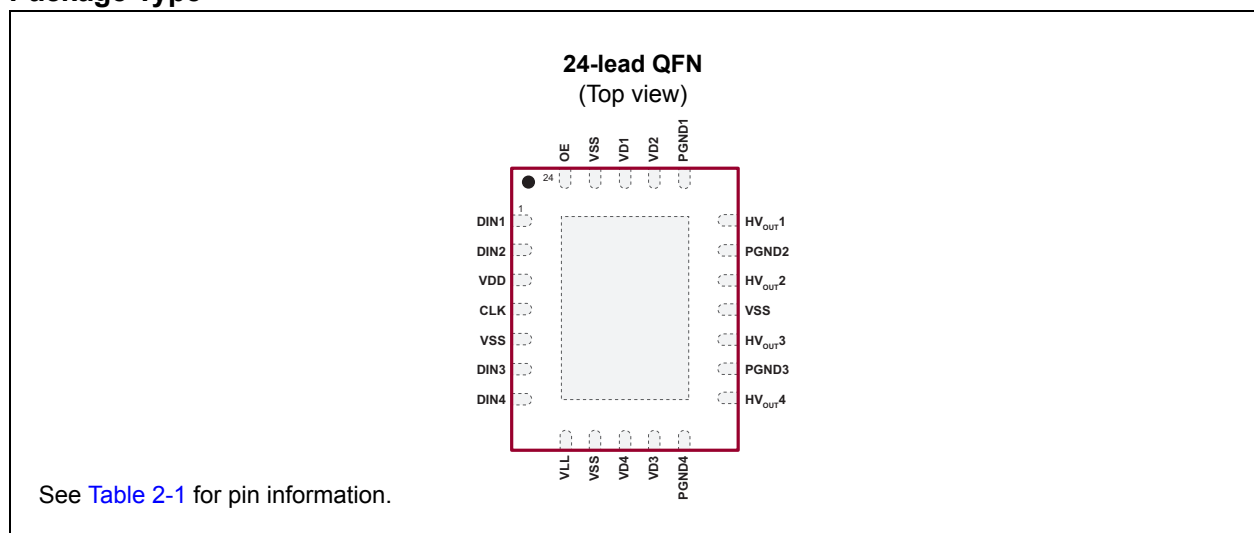 Package Type
24-lead QFN
(Top view)
OE
VSS
VD1
VD2
PGND1
24
1
DIN1
DIN2
VDD
CLK
VSS
DIN3
DIN4
HVOUT1
PGND2
HVOUT2
VSS
HVOUT3
PGND3
HVOUT4
VLL
VSS
VD4
VD3
PGND4
See Table 2-1 for pin information.